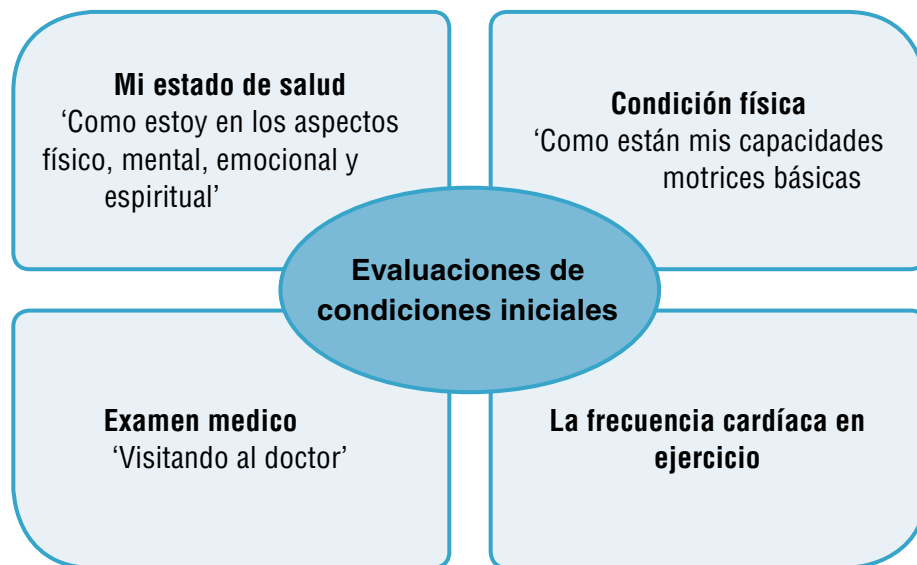 Mi estado de salud
‘Como estoy en los aspectos
físico, mental, emocional y
espiritual’
Condición física
‘Como están mis capacidades
motrices básicas
Evaluaciones de
condiciones iniciales
Examen medico
‘Visitando al doctor’
La frecuencia cardíaca en
ejercicio